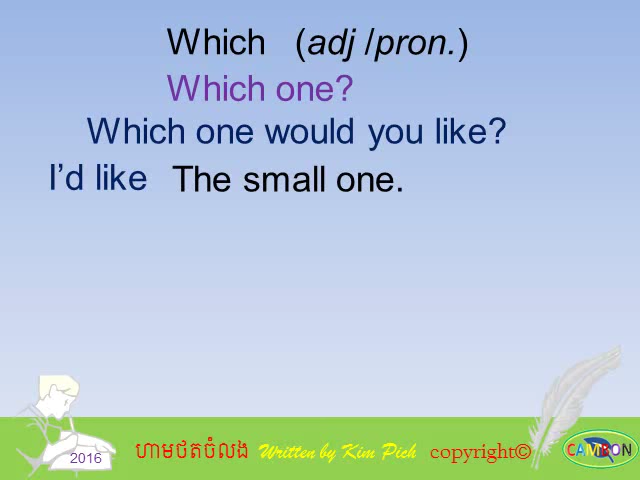 Which (adj /pron.)
Which one?
Which one would you like?
I’d like The small one.
2016 ហាមថតចំលង Written by Kim Pich copyright© CAMBON